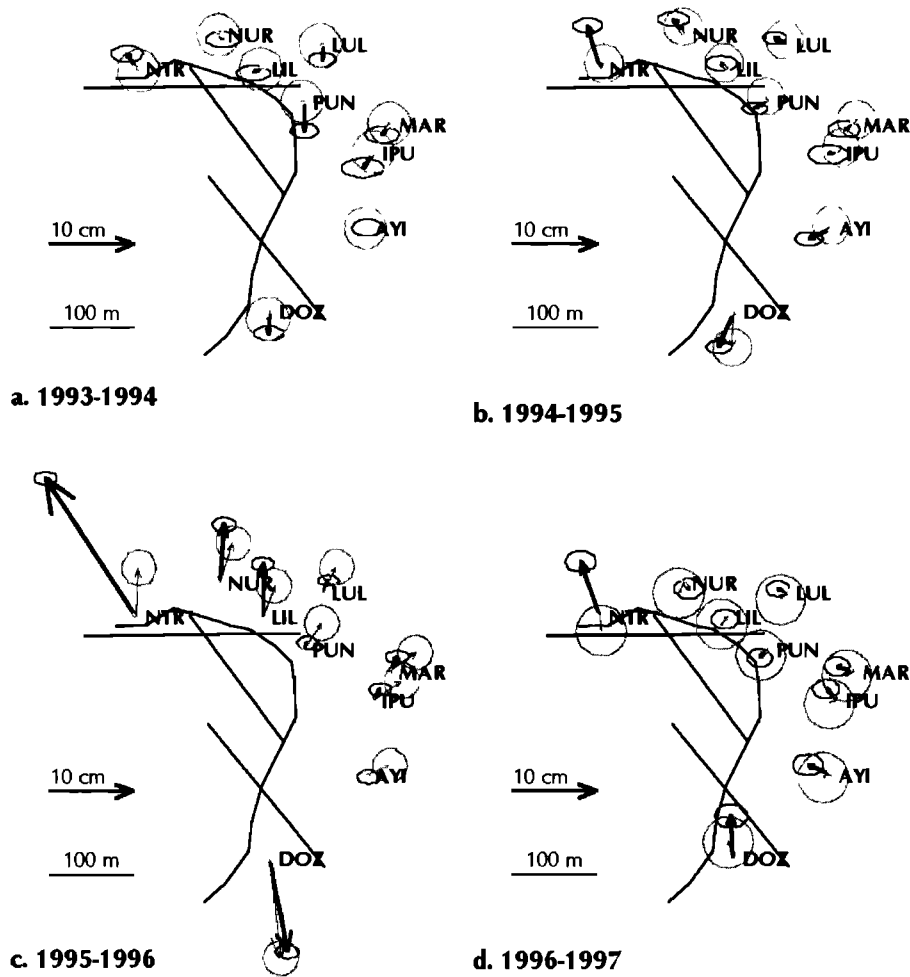 NUR
LUL
NTR
LIL
PUN
MAR
IPU
AYI
10 cm
100 m
DOZ
a. 1993-1994
NUR
LUL
NTR
LIL
PUN
MAR
IPU
AYI
10 cm
100 m
DOZ
b. 1994-1995
NUR
LUL
NTR
LIL
PUN
MAR
IPU
AYI
10 cm
100 m
DOZ
c. 1995-1996
NUR
LUL
NTR
LIL
PUN
MAR
IPU
AYI
10 cm
100 m
DOZ
d. 1996-1997